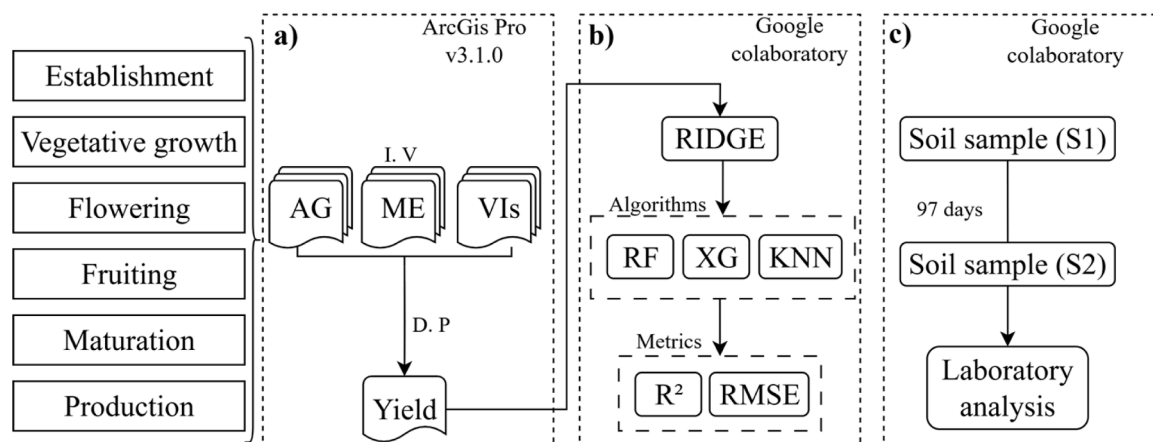 Establishment
Vegetative growth
Flowering
Fruiting
Maturation
Production
a)
ArcGis Pro
v3.1.0
I. V
AG
ME
VIs
D. P
Yield
b)
Google
colaboratory
RIDGE
Algorithms
RF
XG
KNN
Metrics
R²
RMSE
c)
Google
colaboratory
Soil sample (S1)
97 days
Soil sample (S2)
Laboratory
analysis